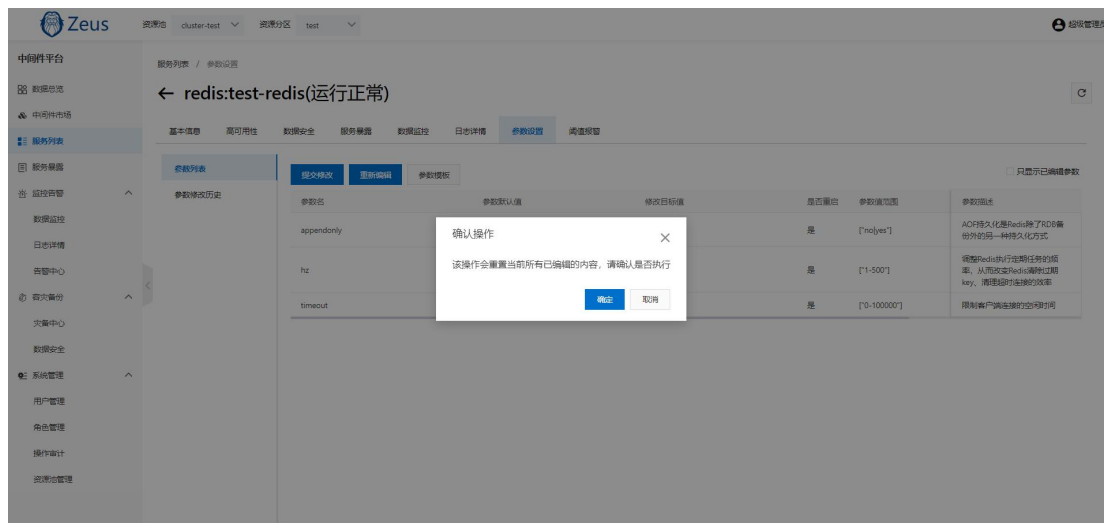 Zeus 资源池 cluster-test 资源分区 test 超级管理员
中间件平台
数据总览
中间件市场
服务列表
服务暴露
监控告警
数据监控
日志详情
告警中心
容灾备份
灾备中心
数据安全
系统管理
用户管理
角色管理
操作审计
资源池管理
服务列表 / 参数设置
redis:test-redis(运行正常)
基本信息 高可用性 数据安全 服务暴露 数据监控 日志详情 参数设置 阈值报警
参数列表
参数修改历史
提交修改 重新编辑 参数模板 只显示已编辑参数
参数名 参数默认值 修改目标值 是否重启 参数值范围 参数描述
appendonly 是 ["no|yes"] AOF持久化是Redis除了RDB备
份外的另一种持久化方式
hz 是 ["1-500"] 调整Redis执行定期任务的频
率，从而改变Redis清除过期
key、清理超时连接的效率
timeout 是 ["0-100000"] 限制客户端连接的空闲时间
确认操作
该操作会重置当前所有已编辑的内容，请确认是否执行
确定 取消